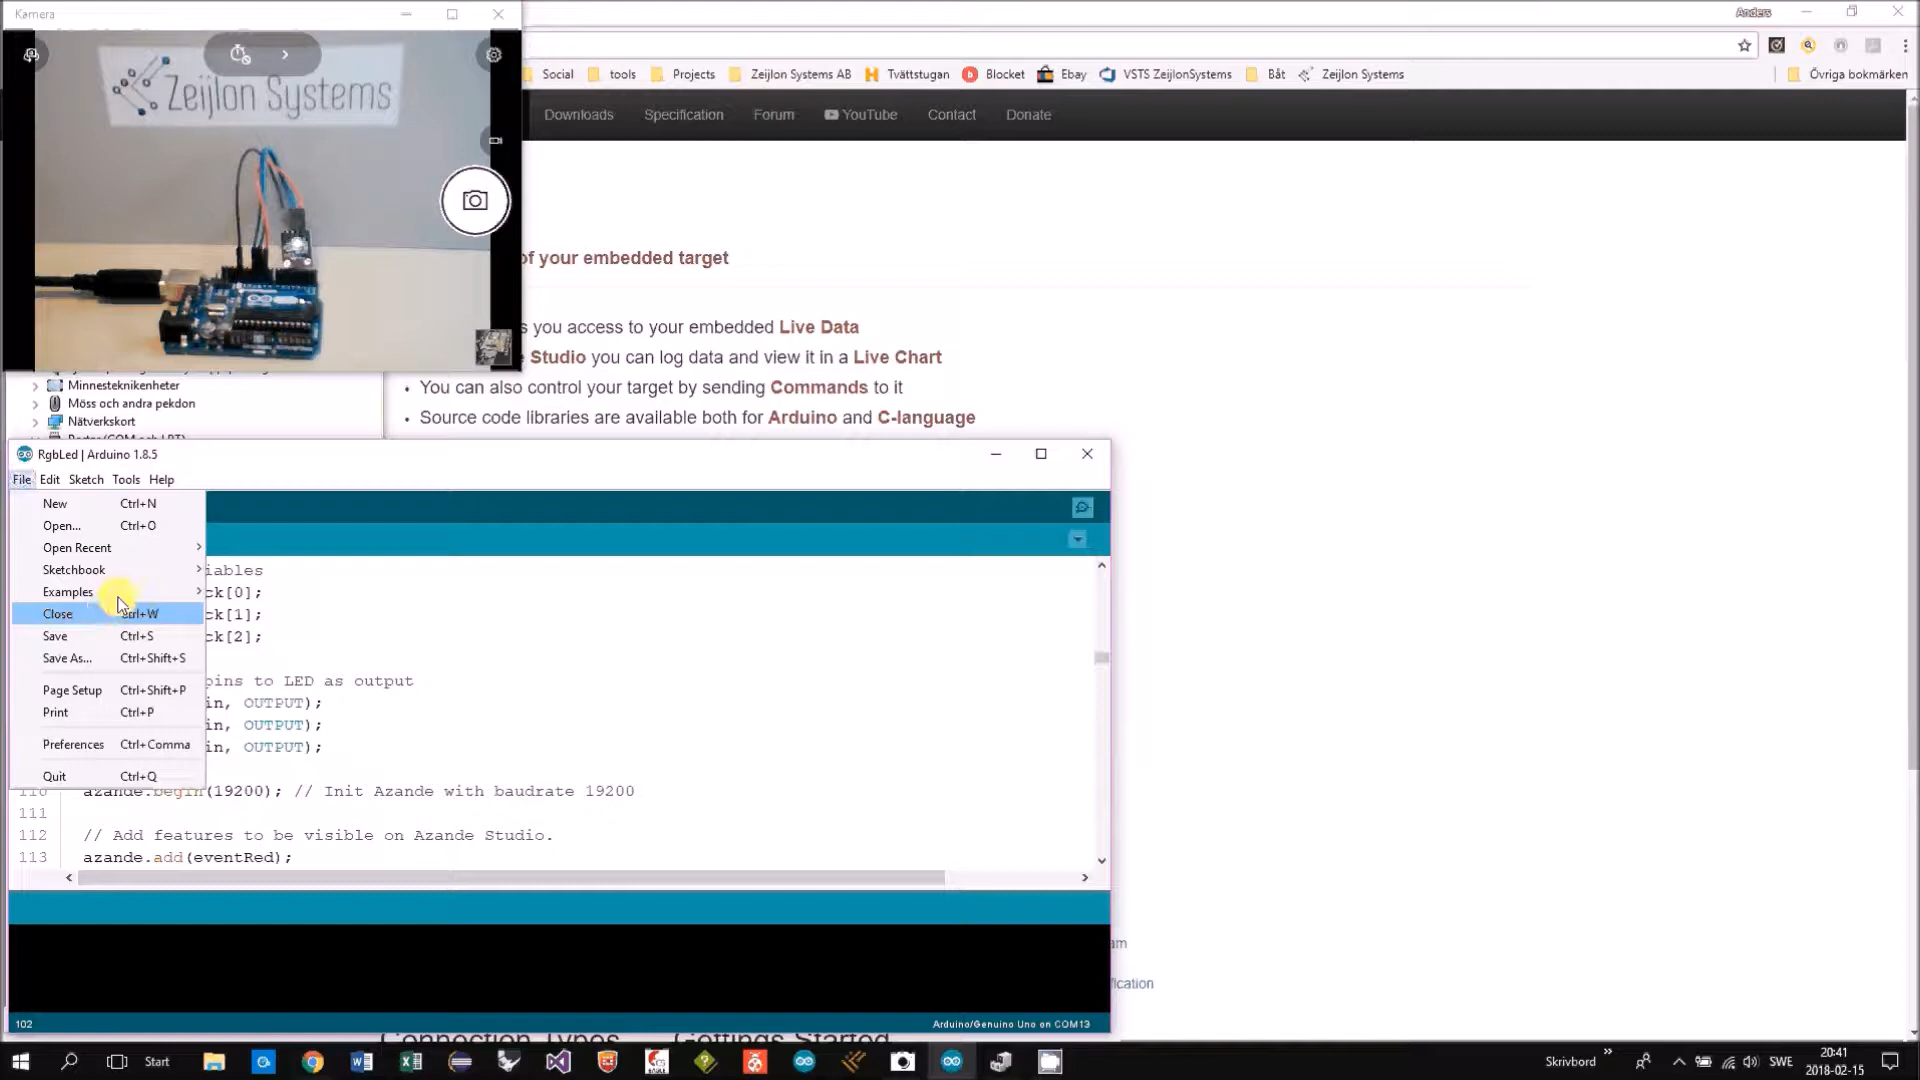 Kamera
Zeijlon Systems
Anders
Social
tools
Projects
Zeijlon Systems AB
Tvättstugan
Blocket
Ebay
VSTS ZeijlonSystems
Båt
Zeijlon Systems
Övriga bokmärken
Downloads
Specification
Forum
YouTube
Contact
Donate
of your embedded target
s you access to your embedded Live Data
Studio you can log data and view it in a Live Chart
• You can also control your target by sending Commands to it
• Source code libraries are available both for Arduino and C-language
Minnesteknikenheter
Möss och andra pekdon
Nätverkskort
RgbLed | Arduino 1.8.5
File Edit Sketch Tools Help
New Ctrl+N
Open... Ctrl+O
Open Recent
Sketchbook
Examples
Close Ctrl+W
Save Ctrl+S
Save As... Ctrl+Shift+S
Page Setup Ctrl+Shift+P
Print Ctrl+P
Preferences Ctrl+Comma
Quit Ctrl+Q
iables
ck[0];
ck[1];
ck[2];
pins to LED as output
in, OUTPUT);
in, OUTPUT);
in, OUTPUT);
110 azande.begin(19200); // Init Azande with baudrate 19200
111
112 // Add features to be visible on Azande Studio.
113 azande.add(eventRed);
am
ification
102
Arduino/Genuino Uno on COM13
Connection Types
Gettings Started
Start
Skrivbord
SWE
20:41
2018-02-15